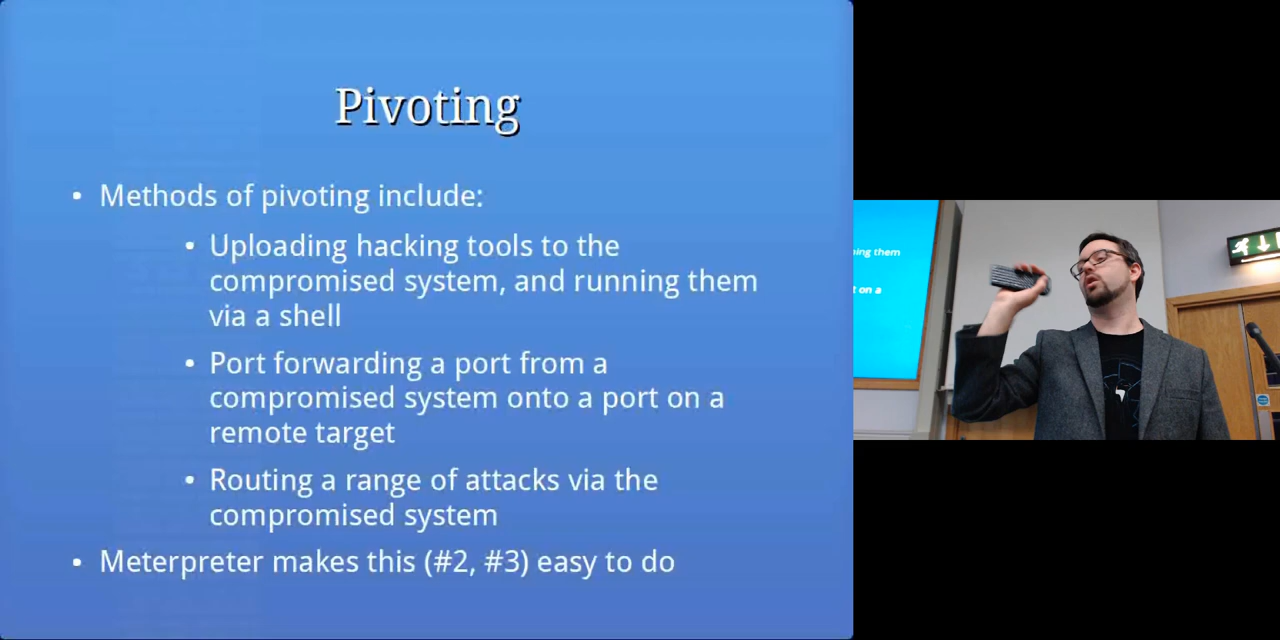 Pivoting
• Methods of pivoting include:
• Uploading hacking tools to the
compromised system, and running them
via a shell
• Port forwarding a port from a
compromised system onto a port on a
remote target
• Routing a range of attacks via the
compromised system
• Meterpreter makes this (#2, #3) easy to do
them
on a